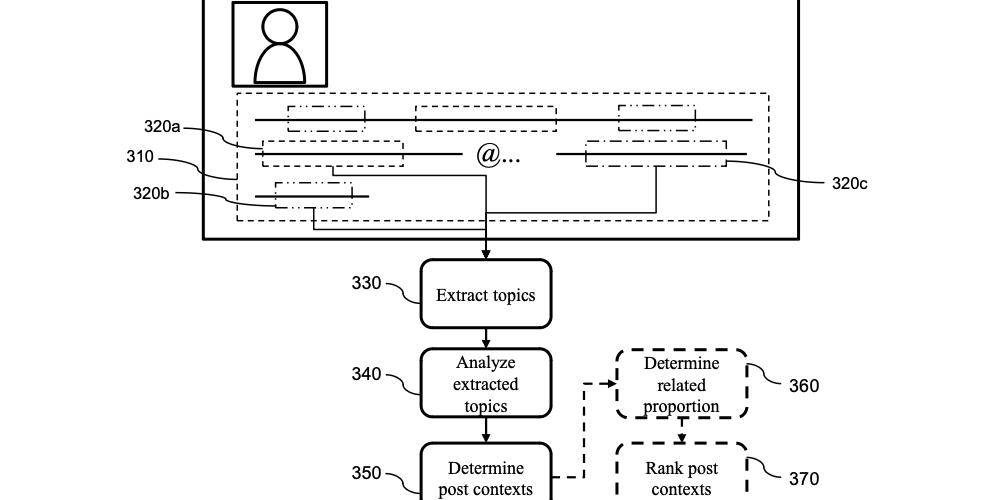 320a
@...
310
320b
320c
330
Extract topics
340
Analyze
extracted
topics
Determine
related
proportion
360
350
Determine
post contexts
Rank post
contexts
370